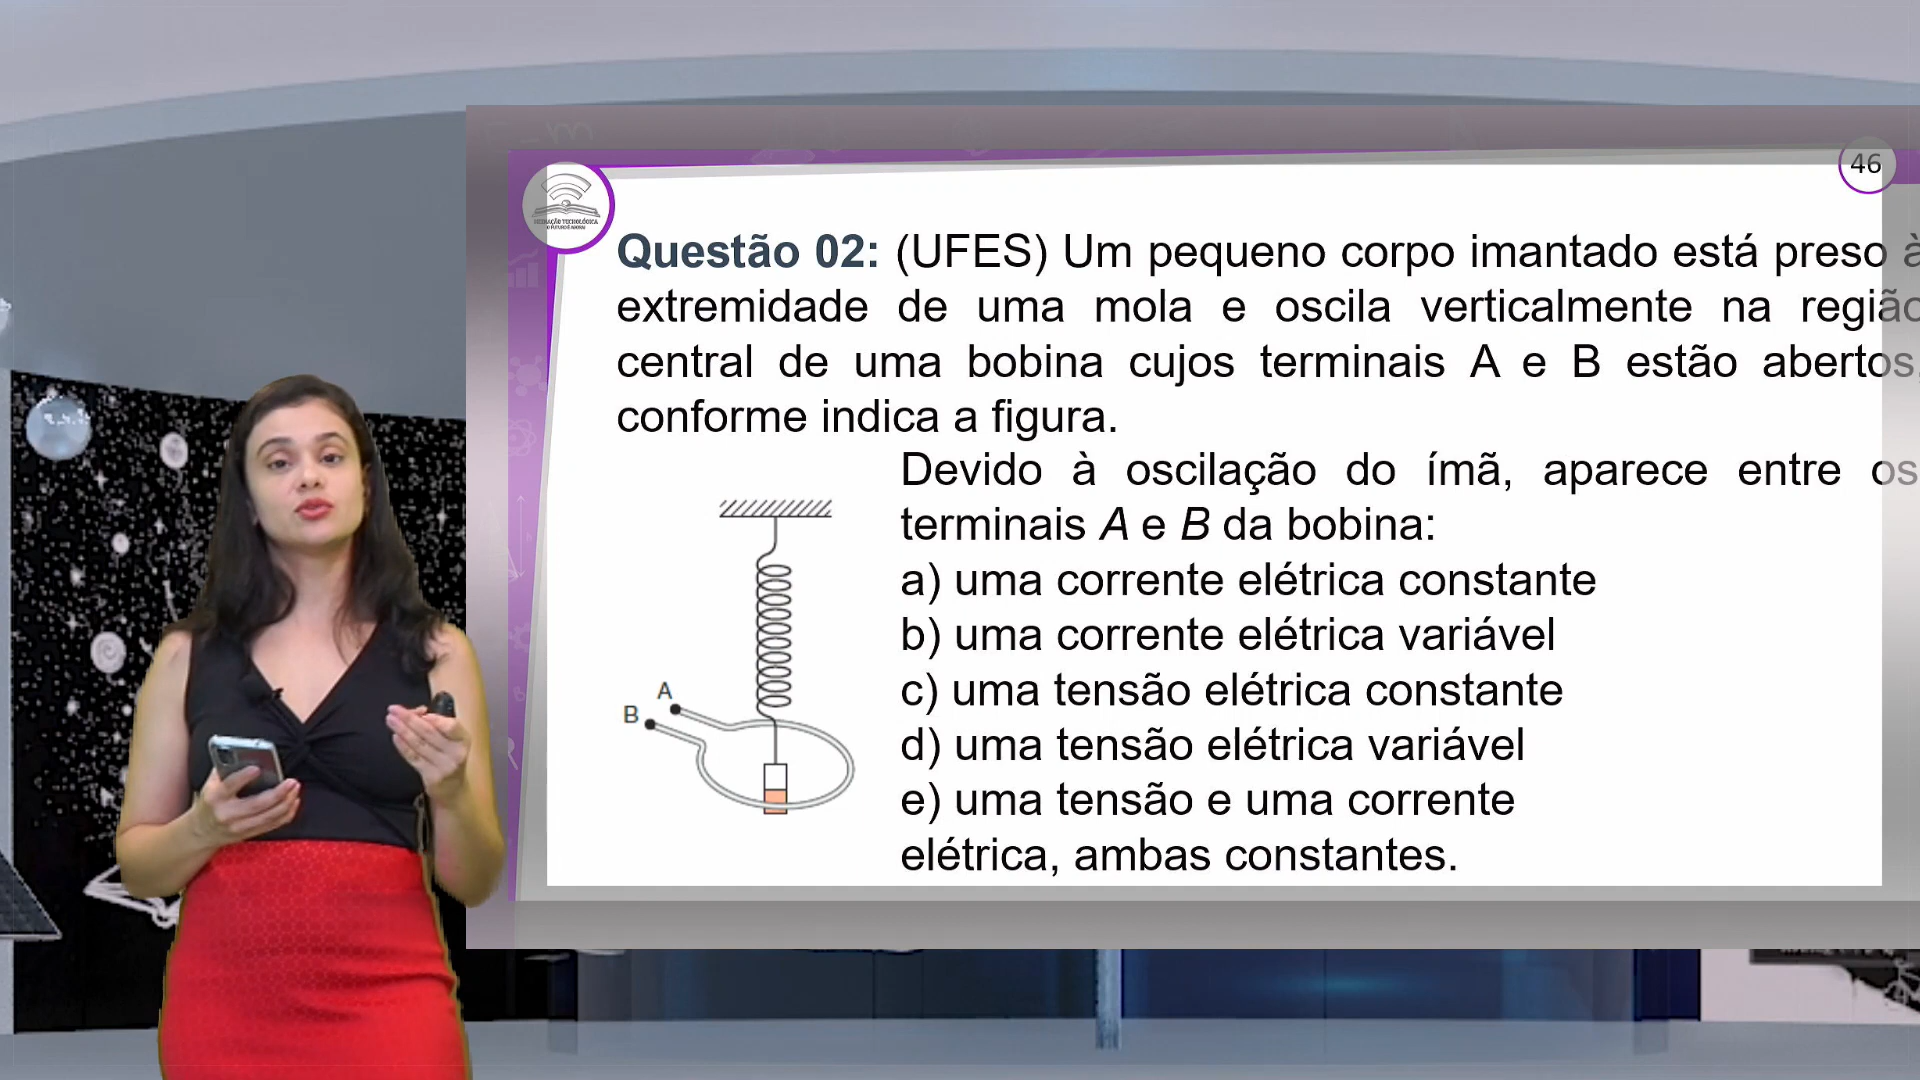 46
Questão 02: (UFES) Um pequeno corpo imantado está preso à
extremidade de uma mola e oscila verticalmente na região
central de uma bobina cujos terminais A e B estão abertos,
conforme indica a figura.
Devido à oscilação do ímã, aparece entre os
terminais A e B da bobina:
a) uma corrente elétrica constante
b) uma corrente elétrica variável
c) uma tensão elétrica constante
d) uma tensão elétrica variável
e) uma tensão e uma corrente
elétrica, ambas constantes.
A
B